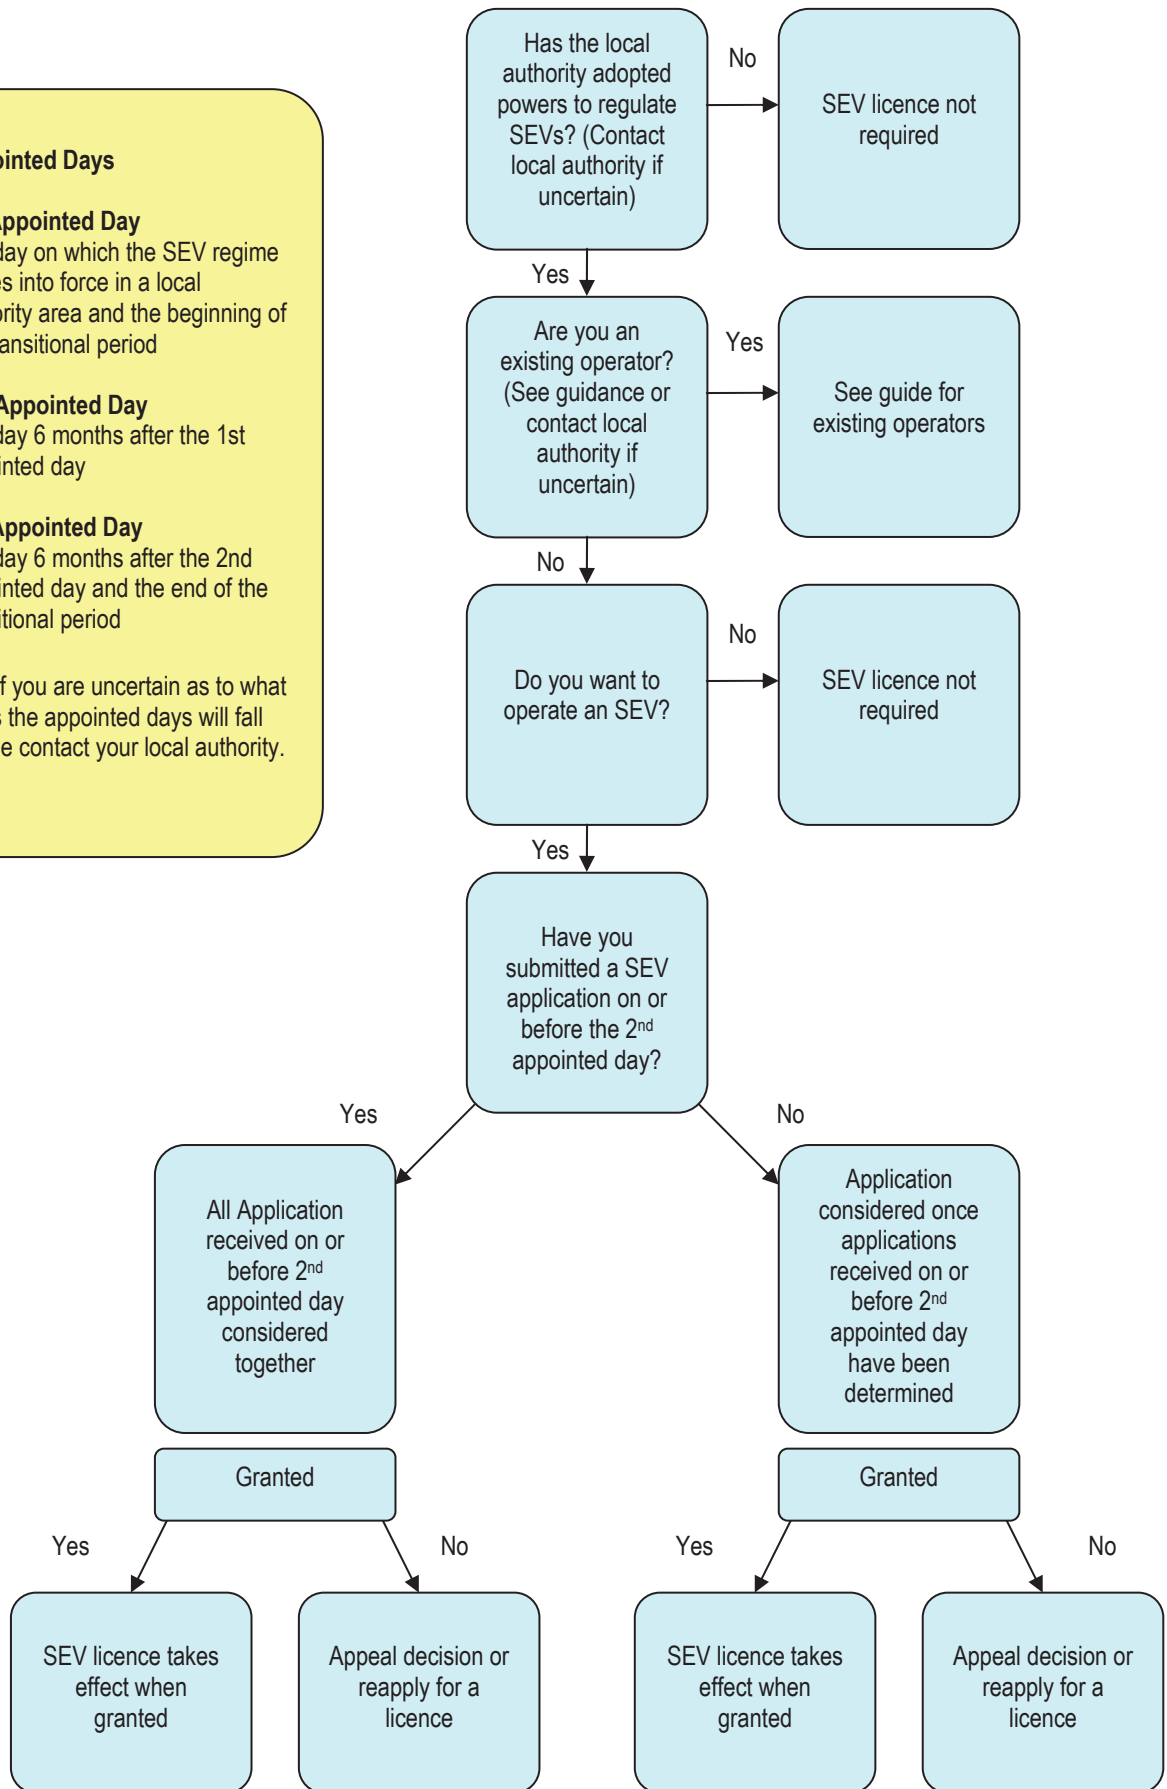 ointed Days
Appointed Day
day on which the SEV regime
es into force in a local
ority area and the beginning of
ransitional period
Appointed Day
day 6 months after the 1st
inted day
Appointed Day
day 6 months after the 2nd
inted day and the end of the
itional period
f you are uncertain as to what
s the appointed days will fall
e contact your local authority.
Has the local
authority adopted
powers to regulate
SEVs? (Contact
local authority if
uncertain)
No
SEV licence not
required
Yes
Are you an
existing operator?
(See guidance or
contact local
authority if
uncertain)
Yes
See guide for
existing operators
No
Do you want to
operate an SEV?
No
SEV licence not
required
Yes
Have you
submitted a SEV
application on or
before the 2nd
appointed day?
Yes
No
All Application
received on or
before 2nd
appointed day
considered
together
Application
considered once
applications
received on or
before 2nd
appointed day
have been
determined
Granted
Granted
Yes
No
Yes
No
SEV licence takes
effect when
granted
Appeal decision or
reapply for a
licence
SEV licence takes
effect when
granted
Appeal decision or
reapply for a
licence